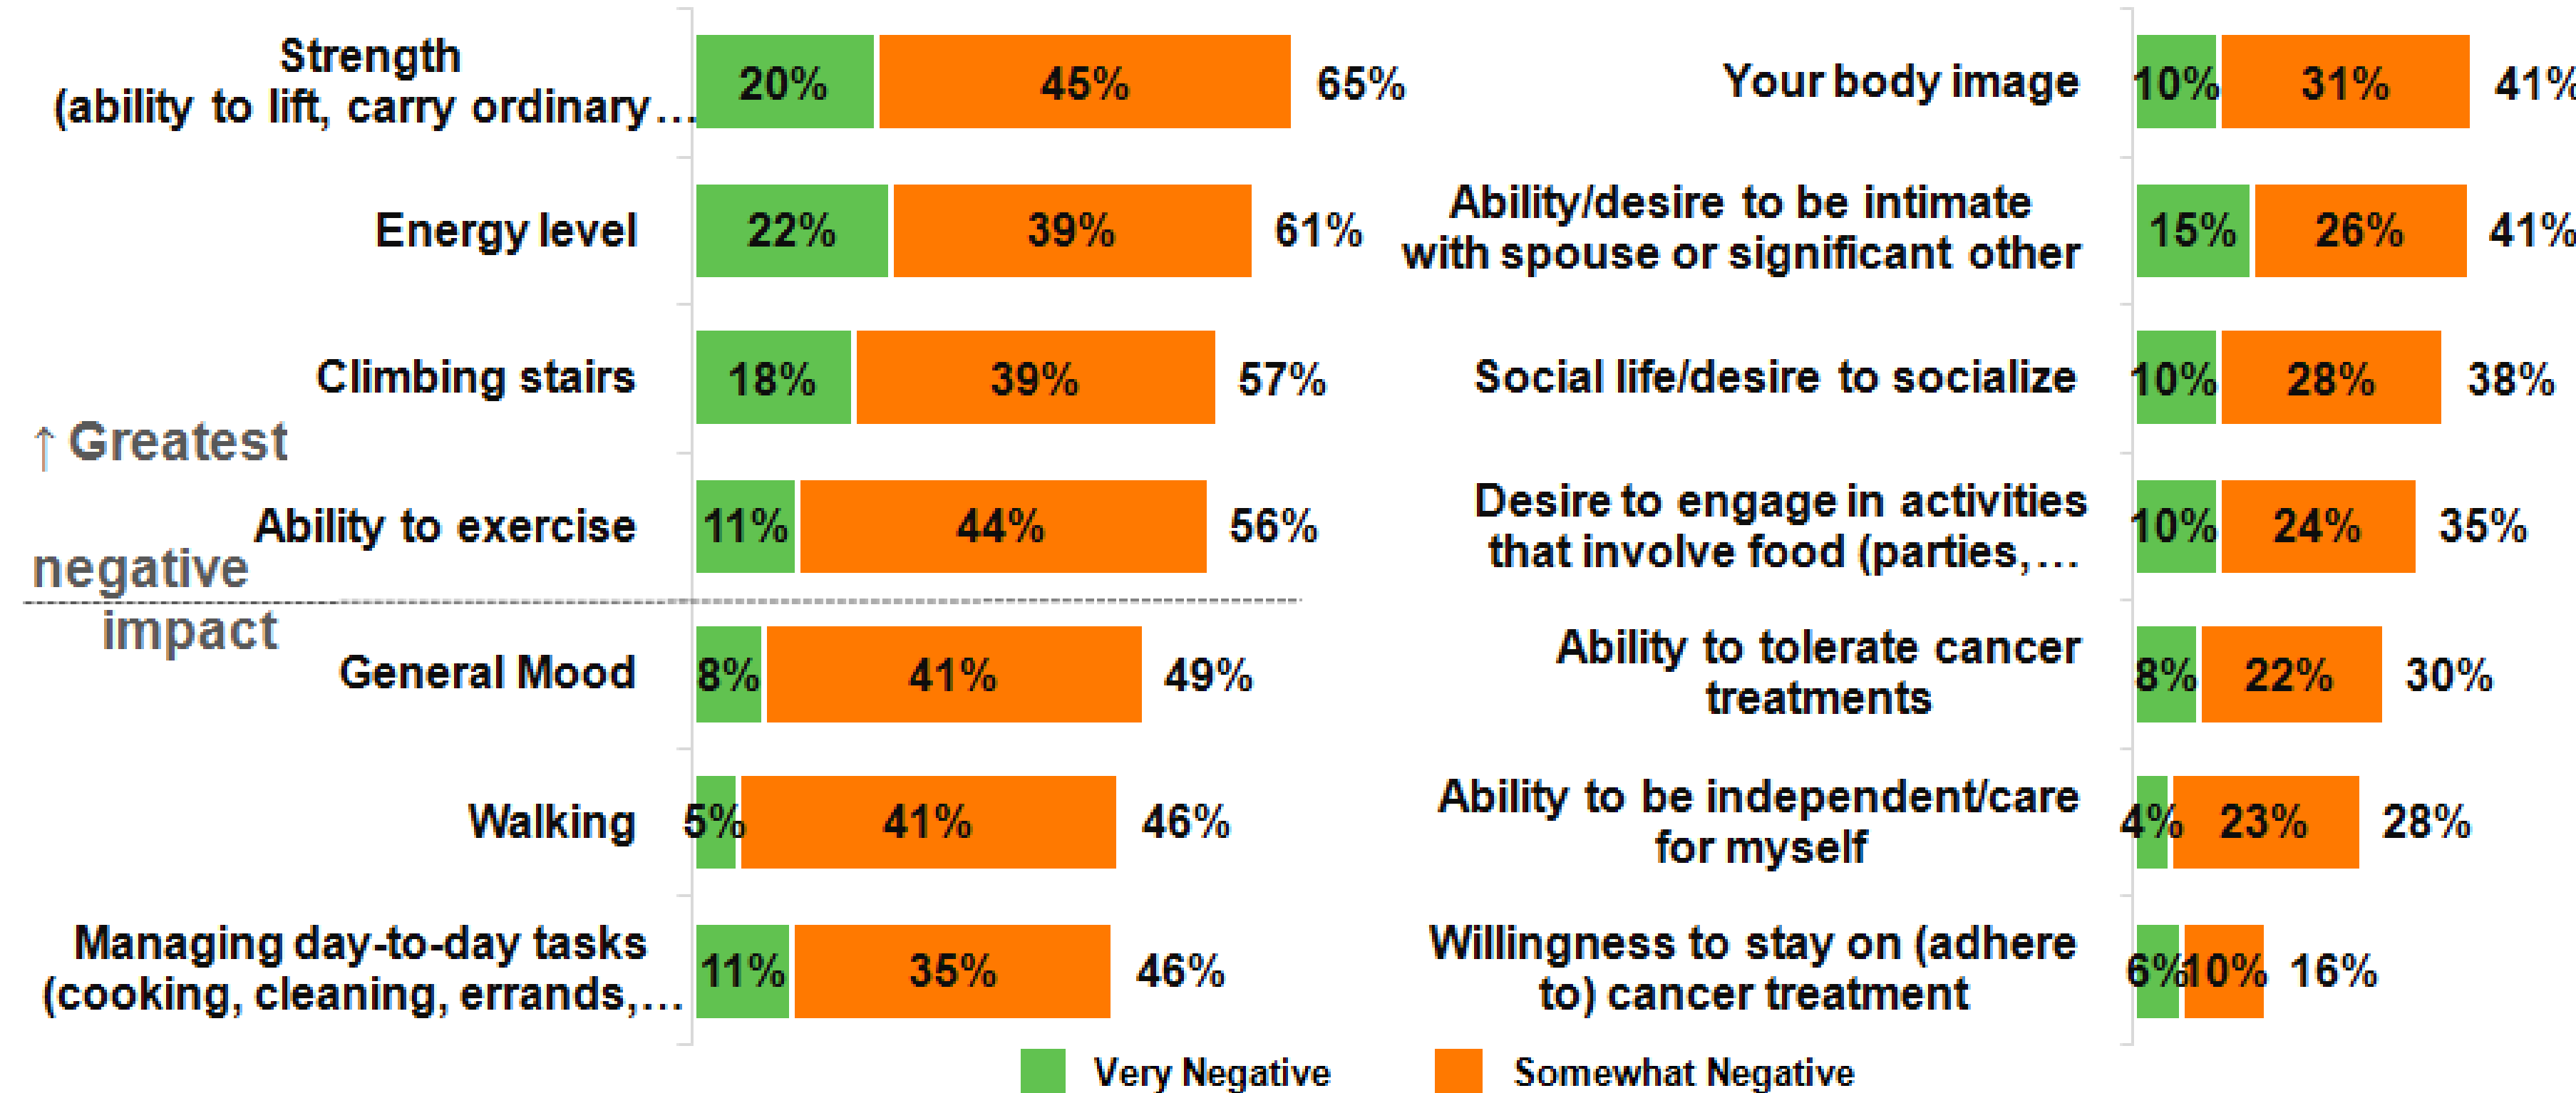 Strength
(ability to lift, carry ordinary…
20%
45%
65%
Energy level
22%
39%
61%
Climbing stairs
18%
39%
57%
↑ Greatest
negative
impact
Ability to exercise
11%
44%
56%
General Mood
8%
41%
49%
Walking
5%
41%
46%
Managing day-to-day tasks
(cooking, cleaning, errands,…
11%
35%
46%
Your body image
10%
31%
41%
Ability/desire to be intimate
with spouse or significant other
15%
26%
41%
Social life/desire to socialize
10%
28%
38%
Desire to engage in activities
that involve food (parties,…
10%
24%
35%
Ability to tolerate cancer
treatments
8%
22%
30%
Ability to be independent/care
for myself
4%
23%
28%
Willingness to stay on (adhere
to) cancer treatment
6%
10%
16%
Very Negative
Somewhat Negative